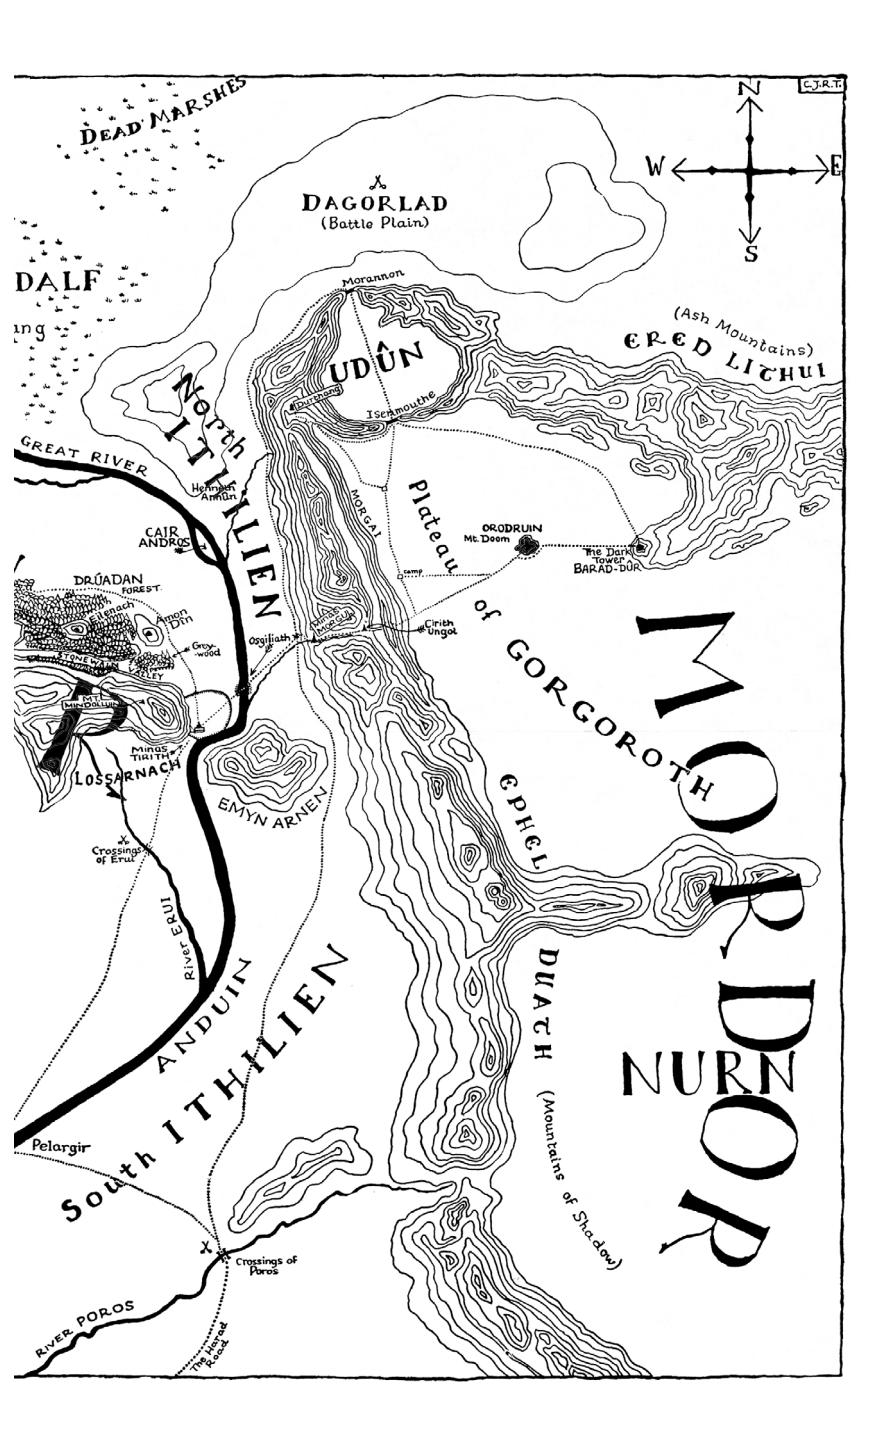 DEAD MARSHES
N
C.J.R.T.
W
E
S
DAGORLAD
(Battle Plain)
DALF
ang
Morannon
(Ash Mountains)
ERED LITHUI
UDÛN
Durthang
Isenmouthe
North
ITHILIEN
GREAT RIVER
Henneth
Annûn
MORGAI
Plateau
of GORGOROTH
ORODRUIN
Mt. Doom
The Dark
Tower
BARAD-DÛR
CAIR
ANDROS
camp
DRÚADAN
FOREST
Eilenach
Amon
Dîn
Grey-
wood
STONEWAIN
VALLEY
Osgiliath
MINAS
MORGUL
Cirith
Ungol
MORDOR
MT.
MINDOLLUIN
R
Minas
TIRITH
LOSSARNACH
EMYN ARNEN
EPHEL
DUATH
(Mountains of Shadow)
Crossings
of Erui
River ERUI
ANDUIN
South ITHILIEN
NURN
Pelargir
Crossings of
Poros
RIVER POROS
The Harad
Road